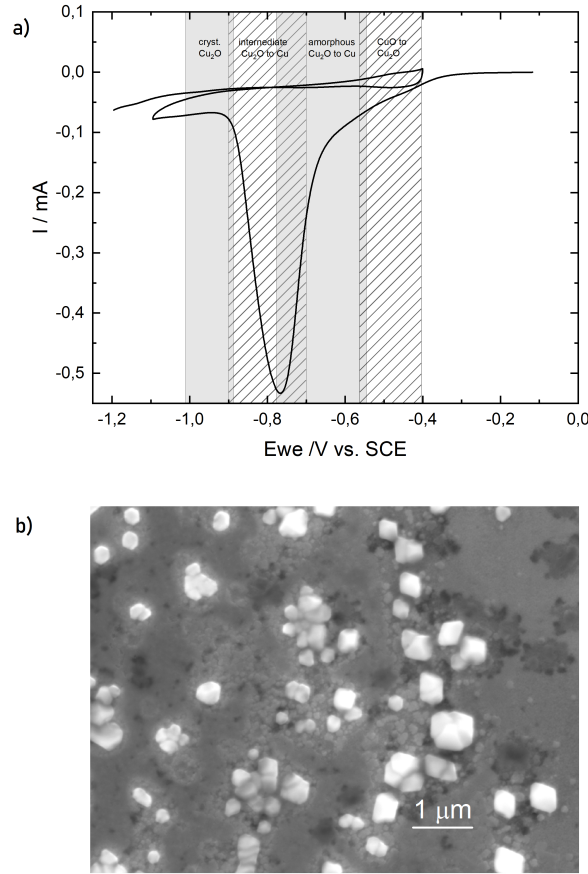 a)
0,1
0,0
-0,1
-0,2
-0,3
-0,4
-0,5
I / mA
cryst.
Cu₂O
intermediate
Cu₂O to Cu
amorphous
Cu₂O to Cu
CuO to
Cu₂O
-1,2 -1,0 -0,8 -0,6 -0,4 -0,2 0,0
Ewe /V vs. SCE
b)
1 μm